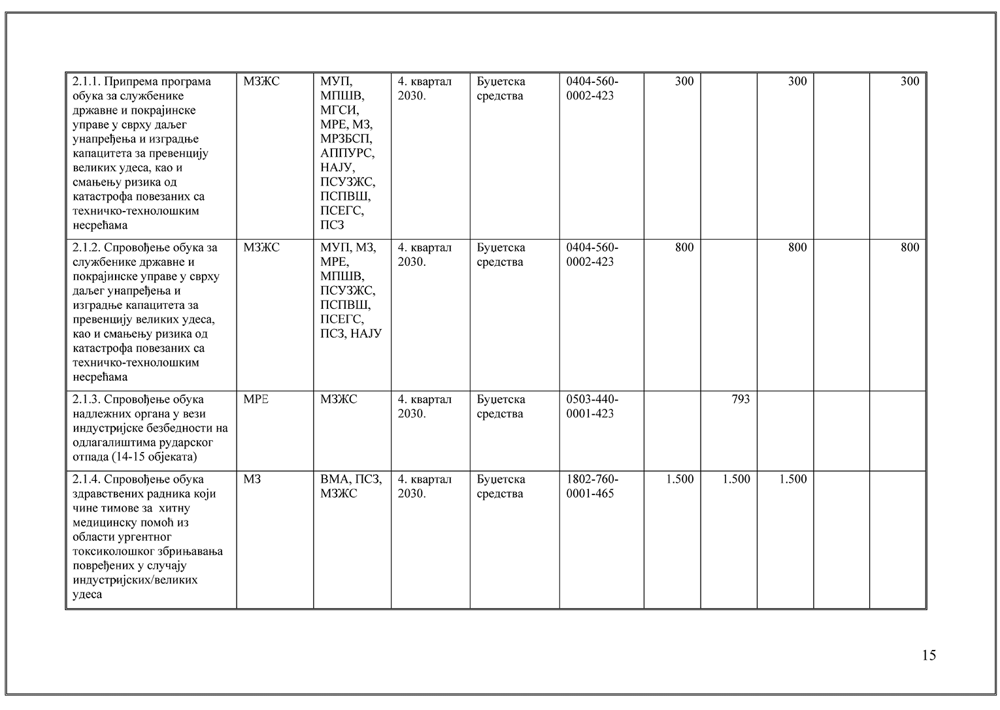 2.1.1. Припрема програма
обука за службенике
државне и покрајинске
управе у сврху даљег
унапређења и изградње
капацитета за превенцију
великих удеса, као и
смањењу ризика од
катастрофа повезаних са
техничко-технолошким
несрећама
МЗЖС
МУП,
МПШВ,
МГСИ,
МРЕ, МЗ,
МРЗБСП,
АППУРС,
НАЈУ,
ПСУЗЖС,
ПСПВШ,
ПСЕГС,
ПСЗ
4. квартал
2030.
Буџетска
средства
0404-560-
0002-423
300
300
300
2.1.2. Спровођење обука за
службенике државне и
покрајинске управе у сврху
даљег унапређења и
изградње капацитета за
превенцију великих удеса,
као и смањењу ризика од
катастрофа повезаних са
техничко-технолошким
несрећама
МЗЖС
МУП, МЗ,
МРЕ,
МПШВ,
ПСУЗЖС,
ПСПВШ,
ПСЕГС,
ПСЗ, НАЈУ
4. квартал
2030.
Буџетска
средства
0404-560-
0002-423
800
800
800
2.1.3. Спровођење обука
надлежних органа у вези
индустријске безбедности на
одлагалиштима рударског
отпада (14-15 објеката)
МРЕ
МЗЖС
4. квартал
2030.
Буџетска
средства
0503-440-
0001-423
793
2.1.4. Спровођење обука
здравствених радника који
чине тимове за  хитну
медицинску помоћ из
области ургентног
токсиколошког збрињавања
повређених у случају
индустријских/великих
удеса
МЗ
ВМА, ПСЗ,
МЗЖС
4. квартал
2030.
Буџетска
средства
1802-760-
0001-465
1.500
1.500
1.500
15